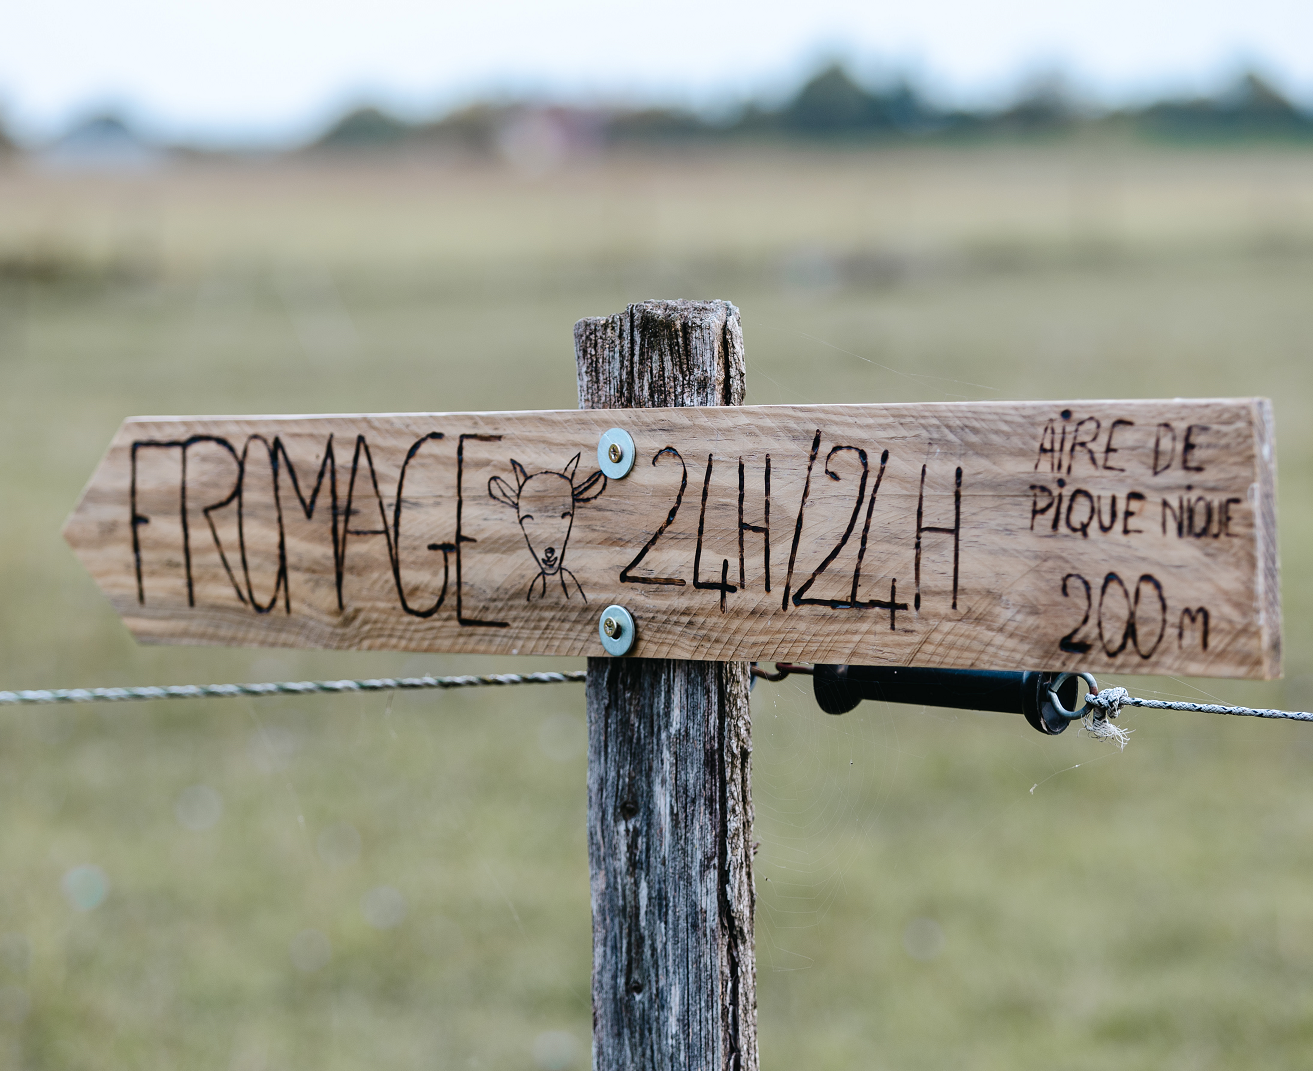 FROMAGE 24H/24H
AiRE DE
PiQUE NiQUE
200m